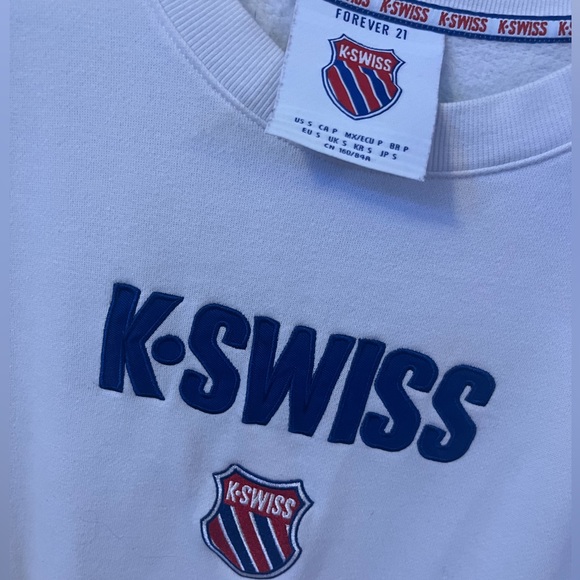 K•SWISS K•SWISS K•SWISS K•SWISS
FOREVER 21
K•SWISS
US S CA P MX/ECU P BR P
EU S UK S KR S JP S
CN 160/84A
K•SWISS
K•SWISS